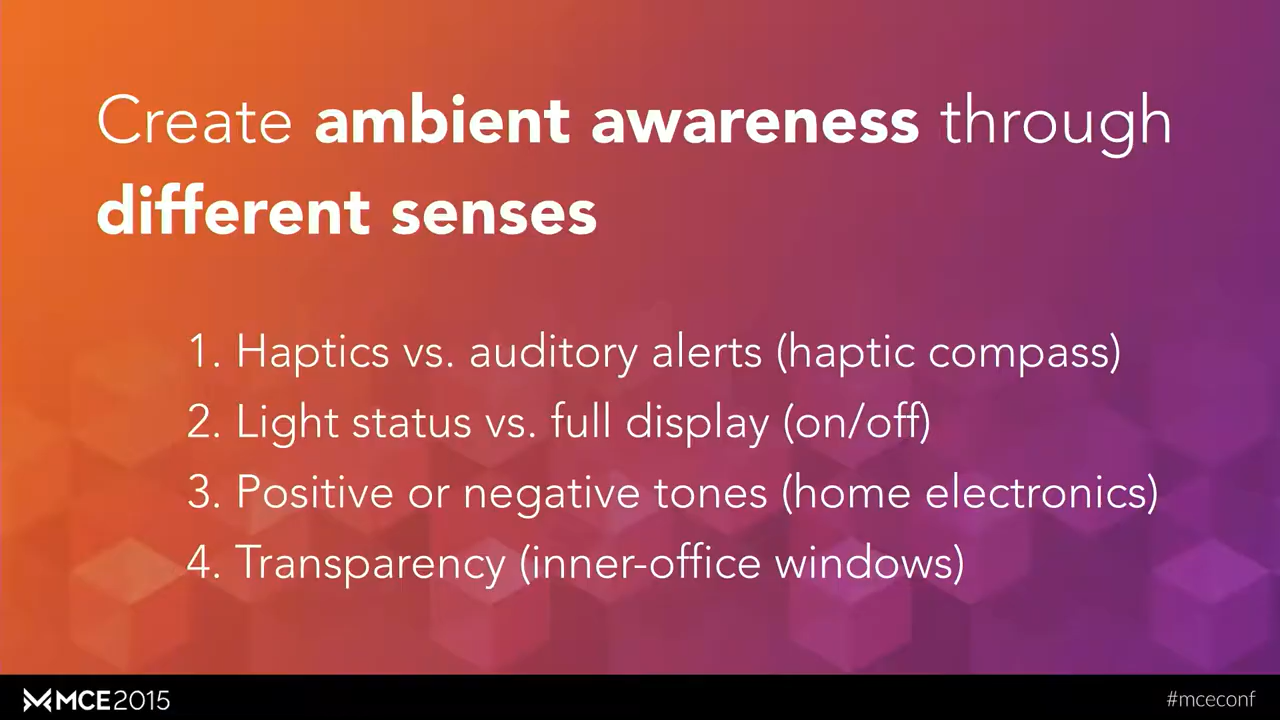 Create ambient awareness through
different senses
1. Haptics vs. auditory alerts (haptic compass)
2. Light status vs. full display (on/off)
3. Positive or negative tones (home electronics)
4. Transparency (inner-office windows)
MCE2015
#mceconf